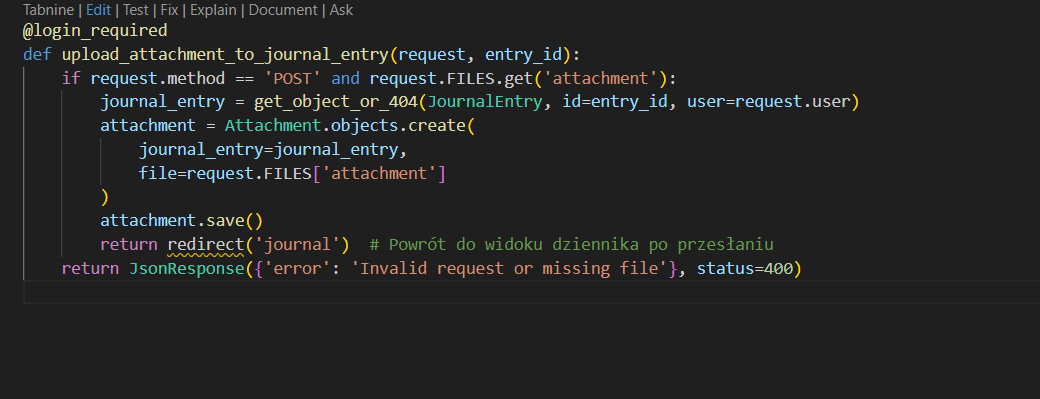 Tabnine | Edit | Test | Fix | Explain | Document | Ask
@login_required
def upload_attachment_to_journal_entry(request, entry_id):
    if request.method == 'POST' and request.FILES.get('attachment'):
        journal_entry = get_object_or_404(JournalEntry, id=entry_id, user=request.user)
        attachment = Attachment.objects.create(
            journal_entry=journal_entry,
            file=request.FILES['attachment']
        )
        attachment.save()
        return redirect('journal')  # Powrót do widoku dziennika po przesłaniu
    return JsonResponse({'error': 'Invalid request or missing file'}, status=400)